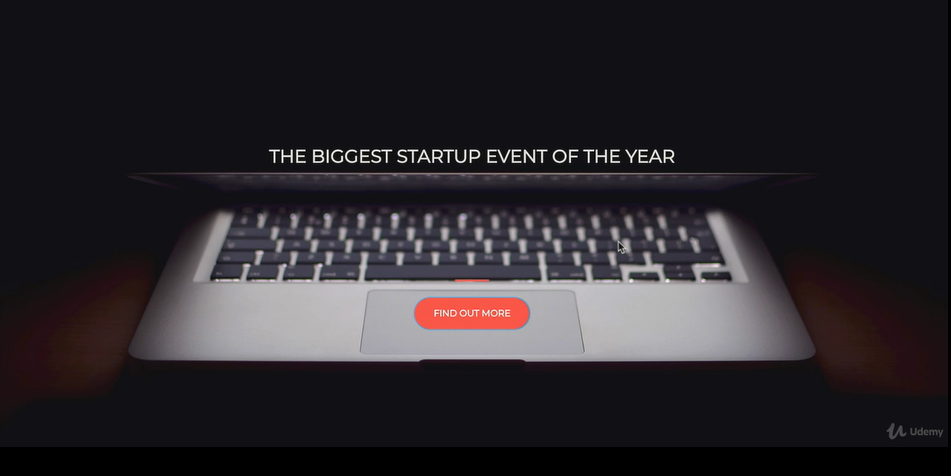 THE BIGGEST STARTUP EVENT OF THE YEAR
FIND OUT MORE
Udemy